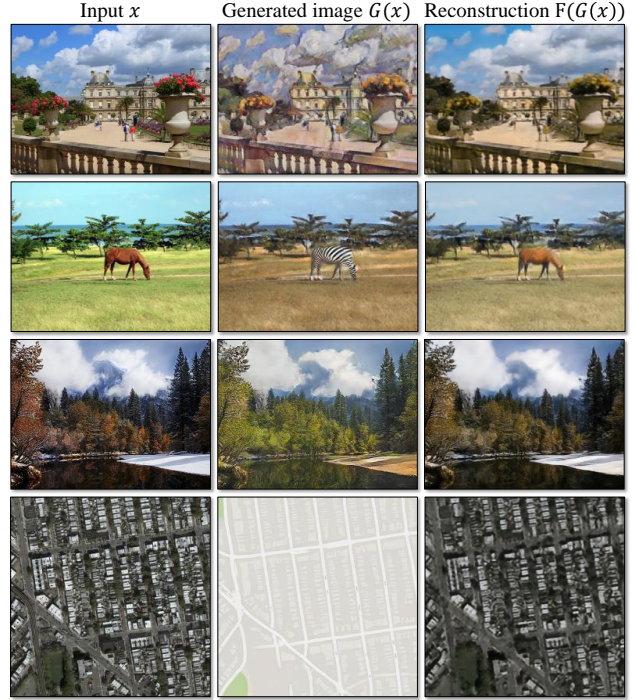 Input 𝑥
Generated image 𝐺(𝑥)
Reconstruction F(𝐺(𝑥))